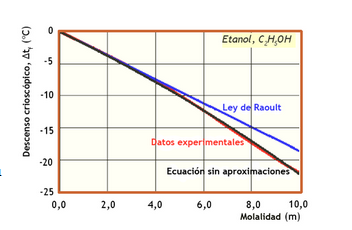 Etanol, C2H5OH
Descenso crioscópico, Δtf (°C)
0
-5
-10
-15
-20
-25
Ley de Raoult
Datos experimentales
Ecuación sin aproximaciones
0,0 2,0 4,0 6,0 8,0 10,0
Molalidad (m)